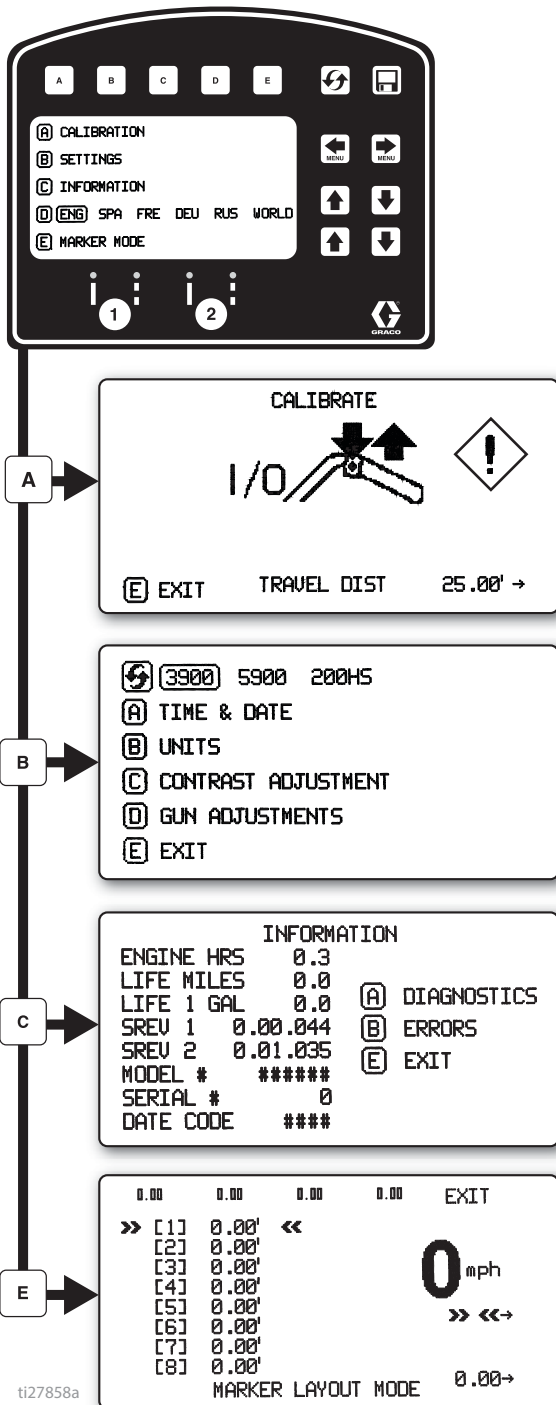 A B C D E
(A) CALIBRATION
(B) SETTINGS
(C) INFORMATION
(D) ENG SPA FRE DEU RUS WORLD
(E) MARKER MODE
MENU MENU
1 2
GRACO
A
CALIBRATE
I/O
!
(E) EXIT TRAVEL DIST 25.00' →
B
3900 5900 200HS
(A) TIME & DATE
(B) UNITS
(C) CONTRAST ADJUSTMENT
(D) GUN ADJUSTMENTS
(E) EXIT
C
INFORMATION
ENGINE HRS 0.3
LIFE MILES 0.0
LIFE 1 GAL 0.0
SREV 1 0.00.044
SREV 2 0.01.035
MODEL # ######
SERIAL # 0
DATE CODE ####
(A) DIAGNOSTICS
(B) ERRORS
(E) EXIT
E
0.00 0.00 0.00 0.00 EXIT
>> [1] 0.00' <<
[2] 0.00'
[3] 0.00'
[4] 0.00'
[5] 0.00'
[6] 0.00'
[7] 0.00'
[8] 0.00'
0 mph
>> <<→
MARKER LAYOUT MODE 0.00→
ti27858a